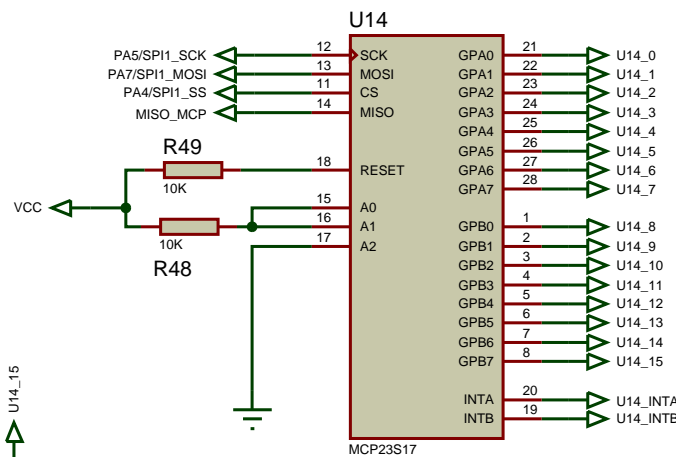 U14
PA5/SPI1_SCK 12 SCK GPA0 21 U14_0
PA7/SPI1_MOSI 13 MOSI GPA1 22 U14_1
PA4/SPI1_SS 11 CS GPA2 23 U14_2
MISO_MCP 14 MISO GPA3 24 U14_3
GPA4 25 U14_4
R49
GPA5 26 U14_5
18 RESET GPA6 27 U14_6
10K
GPA7 28 U14_7
VCC 15 A0
16 A1 GPB0 1 U14_8
10K
17 A2 GPB1 2 U14_9
R48
GPB2 3 U14_10
GPB3 4 U14_11
GPB4 5 U14_12
GPB5 6 U14_13
GPB6 7 U14_14
GPB7 8 U14_15
U14_15
INTA 20 U14_INTA
INTB 19 U14_INTB
MCP23S17